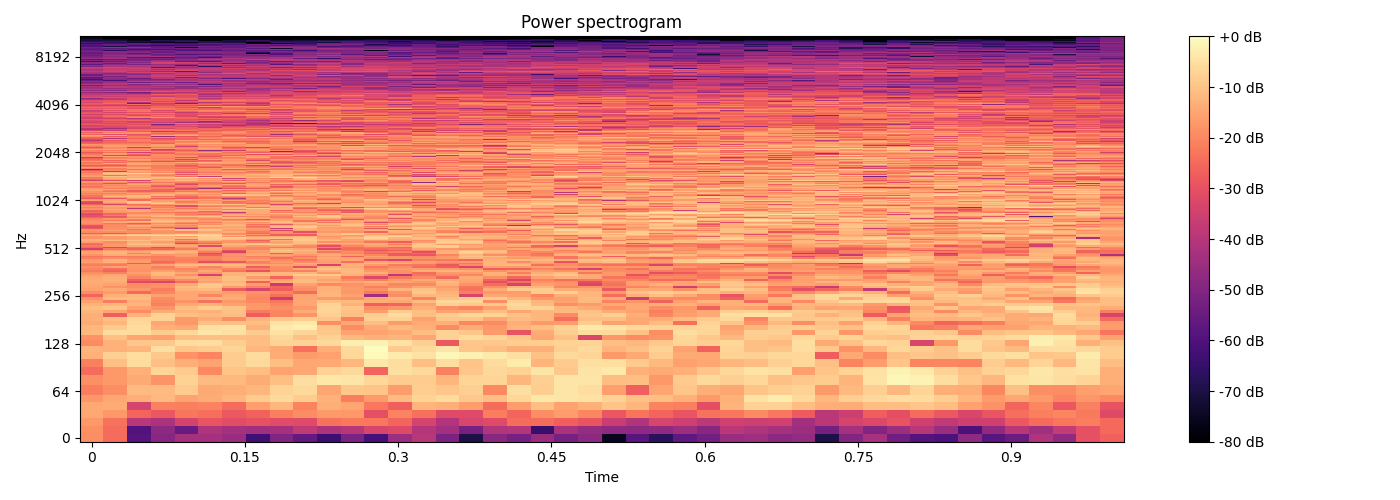 Power spectrogram
Hz
8192
4096
2048
1024
512
256
128
64
0
0 0.15 0.3 0.45 0.6 0.75 0.9
Time
+0 dB
-10 dB
-20 dB
-30 dB
-40 dB
-50 dB
-60 dB
-70 dB
-80 dB